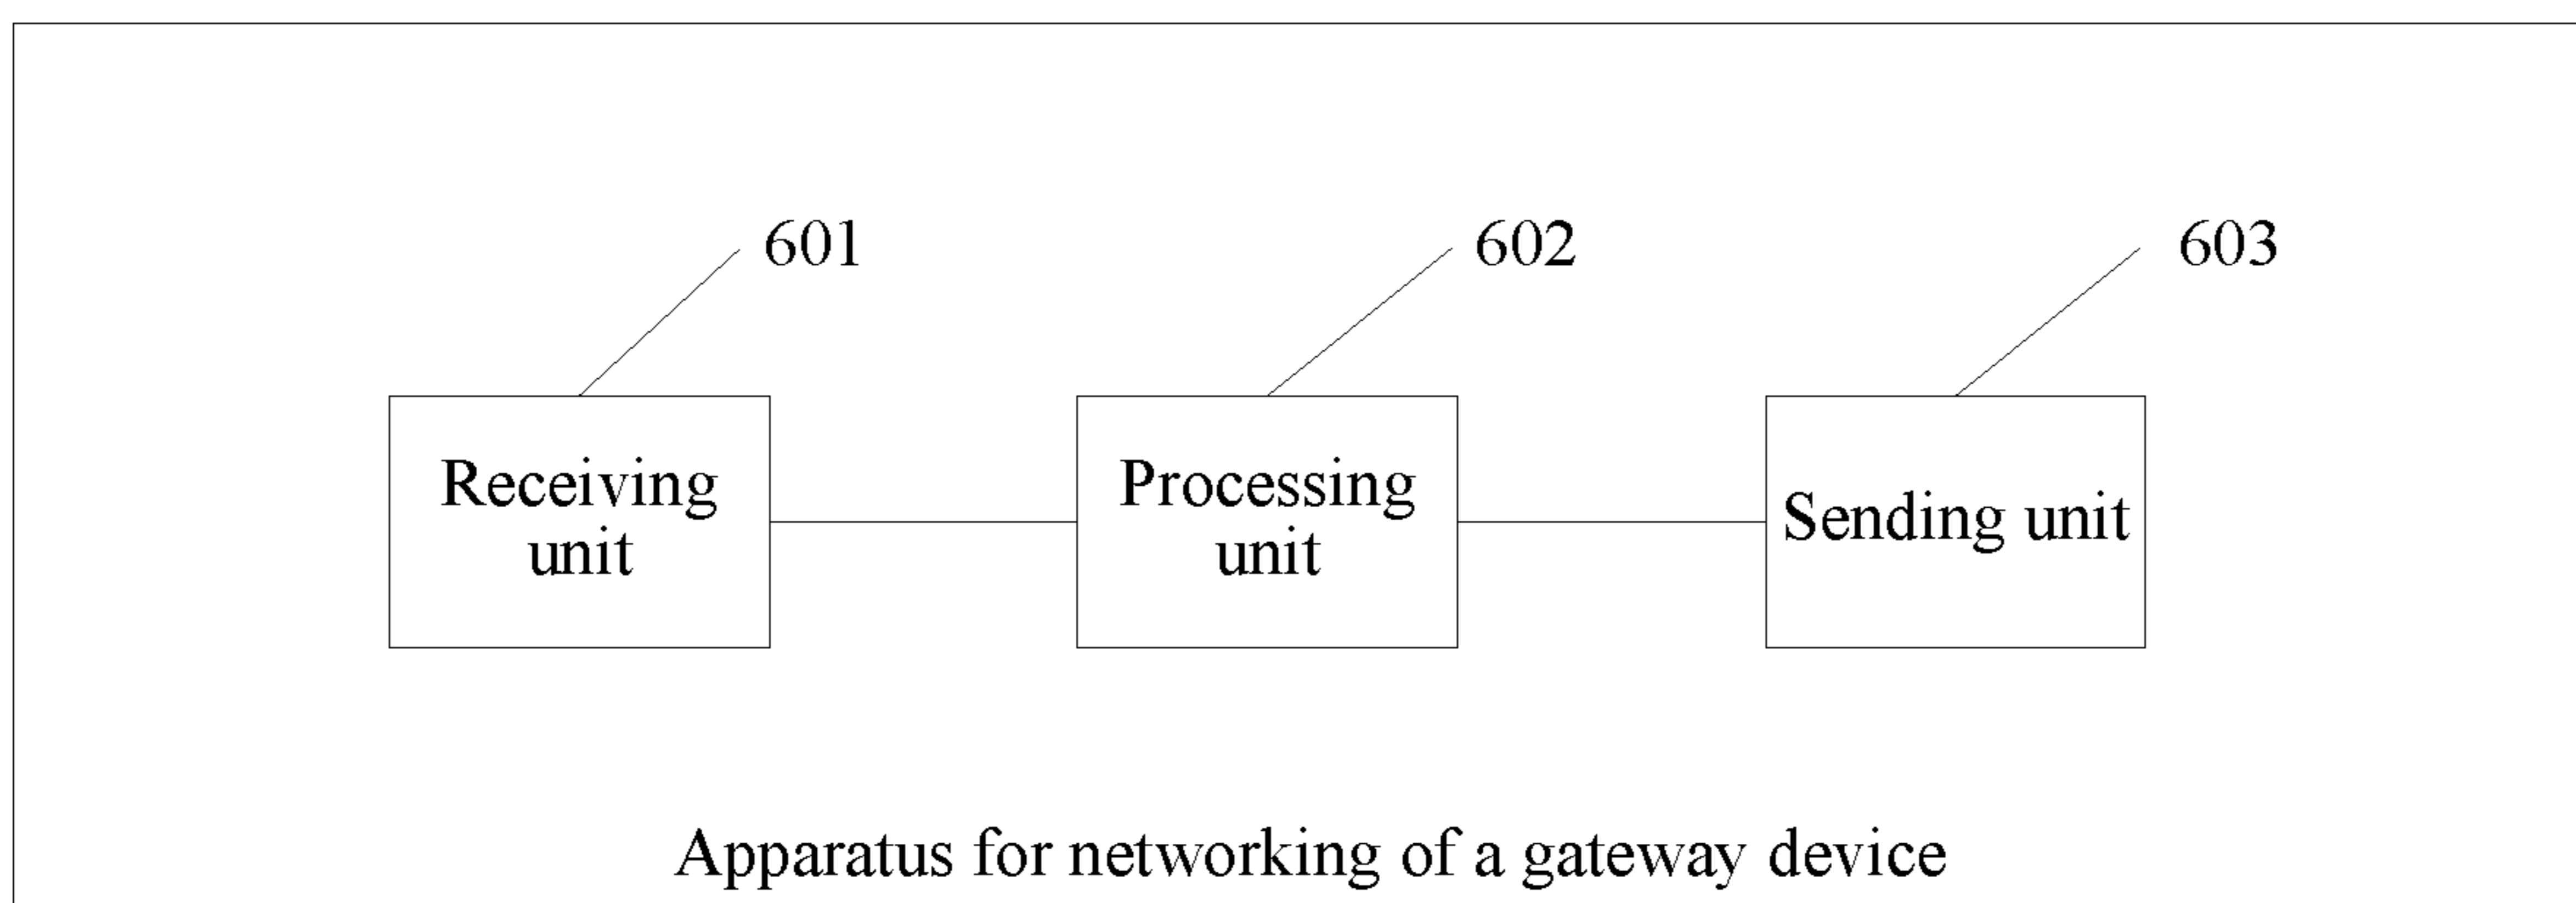 601
602
603
Receiving
unit
Processing
unit
Sending unit
Apparatus for networking of a gateway device